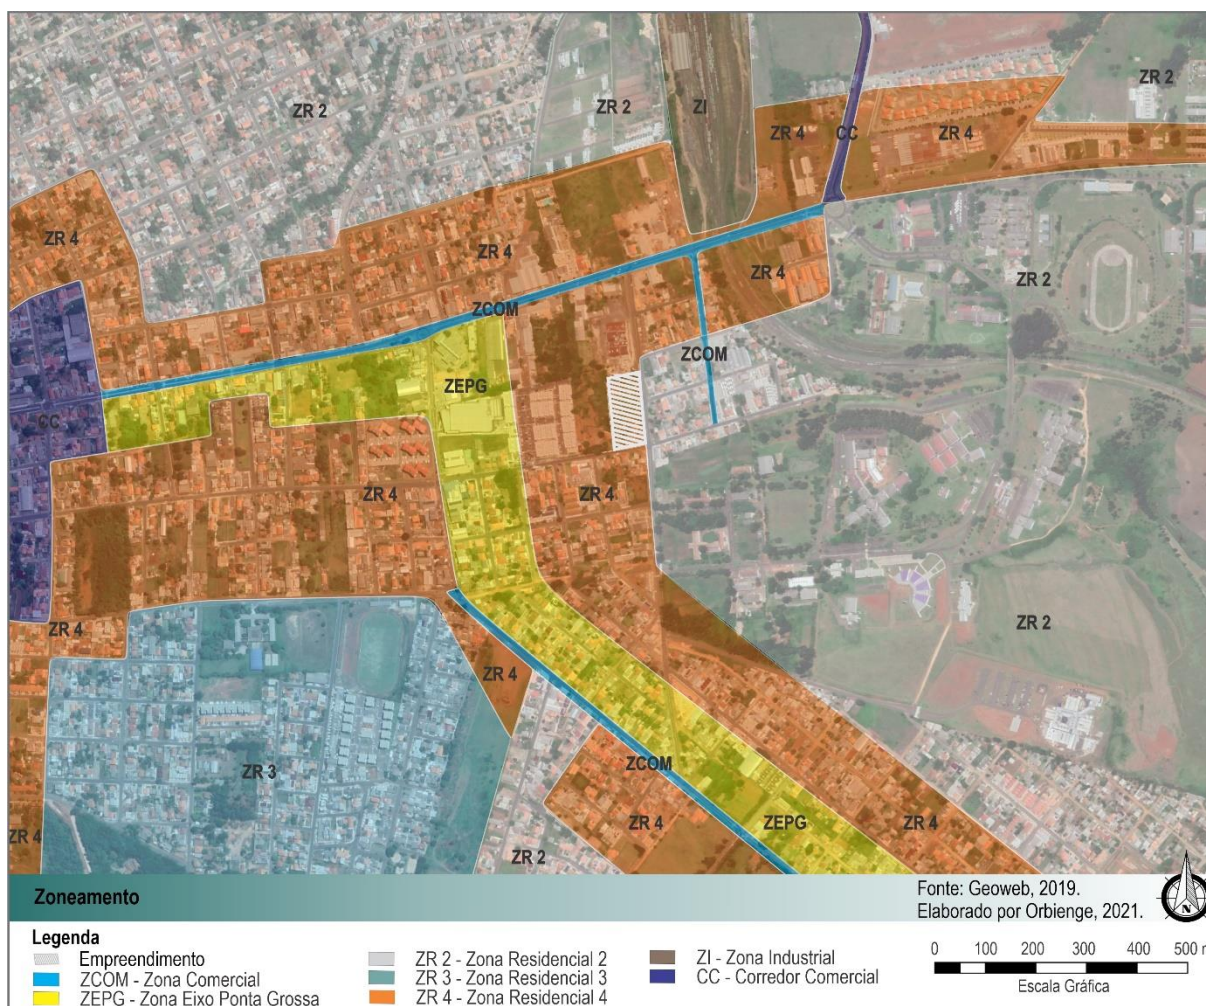 ZR 2
ZR 2
ZI
ZR 2
ZR 4
CC
ZR 4
ZR 4
ZR 4
ZR 4
ZR 2
ZCOM
ZCOM
ZEPG
CC
ZR 4
ZR 4
ZR 4
ZR 2
ZR 4
ZR 3
ZCOM
ZR 4
ZR 4
ZEPG
ZR 4
ZR 2
Zoneamento
Fonte: Geoweb, 2019.
Elaborado por Orbienge, 2021.
N
Legenda
Empreendimento
ZCOM - Zona Comercial
ZEPG - Zona Eixo Ponta Grossa
ZR 2 - Zona Residencial 2
ZR 3 - Zona Residencial 3
ZR 4 - Zona Residencial 4
ZI - Zona Industrial
CC - Corredor Comercial
0 100 200 300 400 500 m
Escala Gráfica